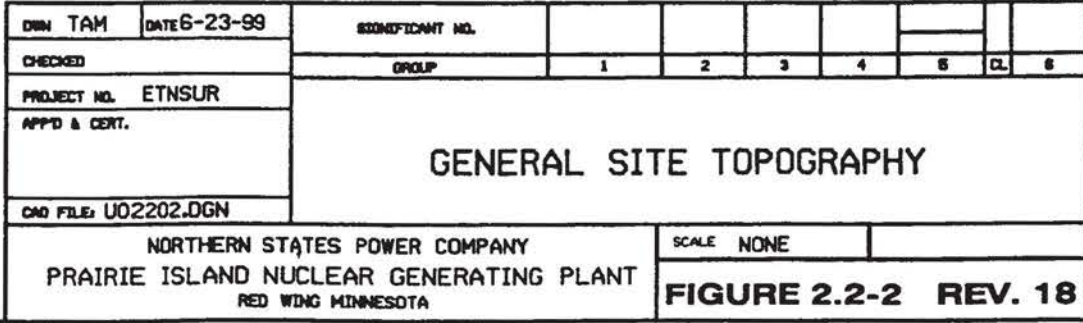 DWN TAM DATE 6-23-99
CHECKED
PROJECT NO. ETNSUR
APP'D & CERT.
CAD FILE: U02202.DGN
SIGNIFICANT NO.
GROUP 1 2 3 4 5 CL 6
GENERAL SITE TOPOGRAPHY
NORTHERN STATES POWER COMPANY
PRAIRIE ISLAND NUCLEAR GENERATING PLANT
RED WING MINNESOTA
SCALE NONE
FIGURE 2.2-2 REV. 18